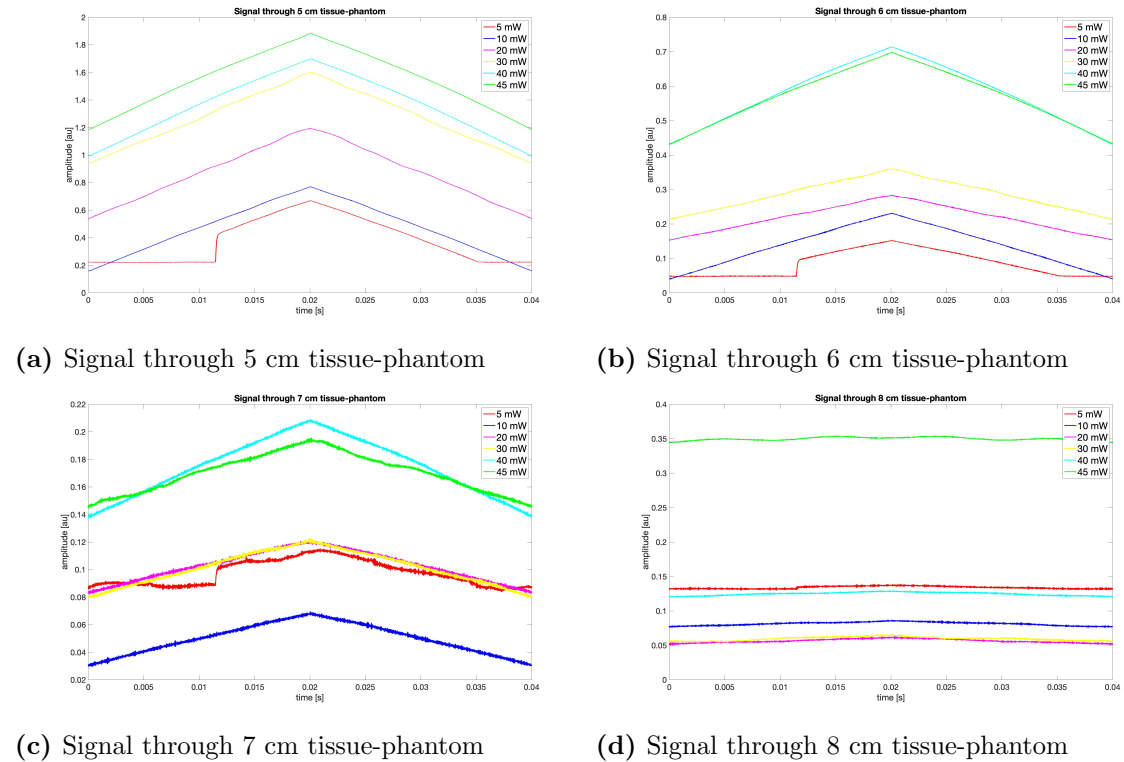 Signal through 5 cm tissue-phantom
2
1.8
1.6
1.4
1.2
1
0.8
0.6
0.4
0.2
0
amplitude [au]
5 mW
10 mW
20 mW
30 mW
40 mW
45 mW
0 0.005 0.01 0.015 0.02 0.025 0.03 0.035 0.04
time [s]
(a) Signal through 5 cm tissue-phantom
Signal through 6 cm tissue-phantom
0.8
0.7
0.6
0.5
0.4
0.3
0.2
0.1
0
amplitude [au]
5 mW
10 mW
20 mW
30 mW
40 mW
45 mW
0 0.005 0.01 0.015 0.02 0.025 0.03 0.035 0.04
time [s]
(b) Signal through 6 cm tissue-phantom
Signal through 7 cm tissue-phantom
0.22
0.2
0.18
0.16
0.14
0.12
0.1
0.08
0.06
0.04
0.02
amplitude [au]
5 mW
10 mW
20 mW
30 mW
40 mW
45 mW
0 0.005 0.01 0.015 0.02 0.025 0.03 0.035 0.04
time [s]
(c) Signal through 7 cm tissue-phantom
Signal through 8 cm tissue-phantom
0.4
0.35
0.3
0.25
0.2
0.15
0.1
0.05
0
amplitude [au]
5 mW
10 mW
20 mW
30 mW
40 mW
45 mW
0 0.005 0.01 0.015 0.02 0.025 0.03 0.035 0.04
time [s]
(d) Signal through 8 cm tissue-phantom